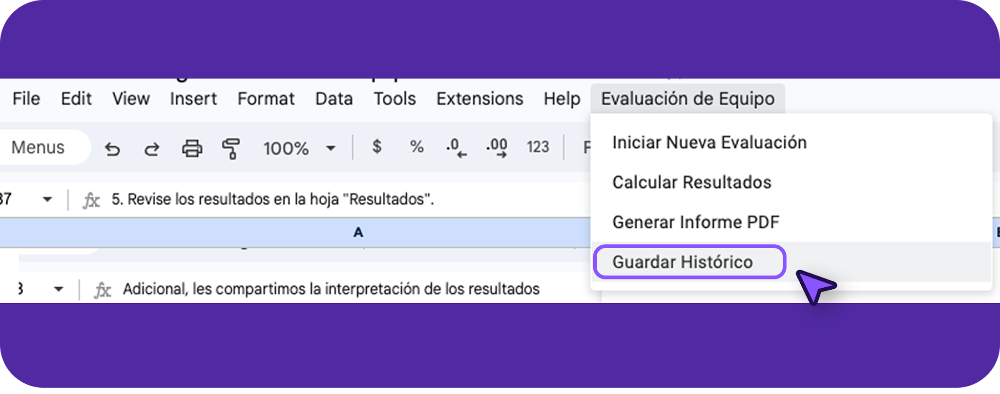 File Edit View Insert Format Data Tools Extensions Help Evaluación de Equipo
Iniciar Nueva Evaluación
Menus 100% $ % .0 .00 123
Calcular Resultados
37 fx 5. Revise los resultados en la hoja "Resultados".
Generar Informe PDF
A
Guardar Histórico
fx Adicional, les compartimos la interpretación de los resultados